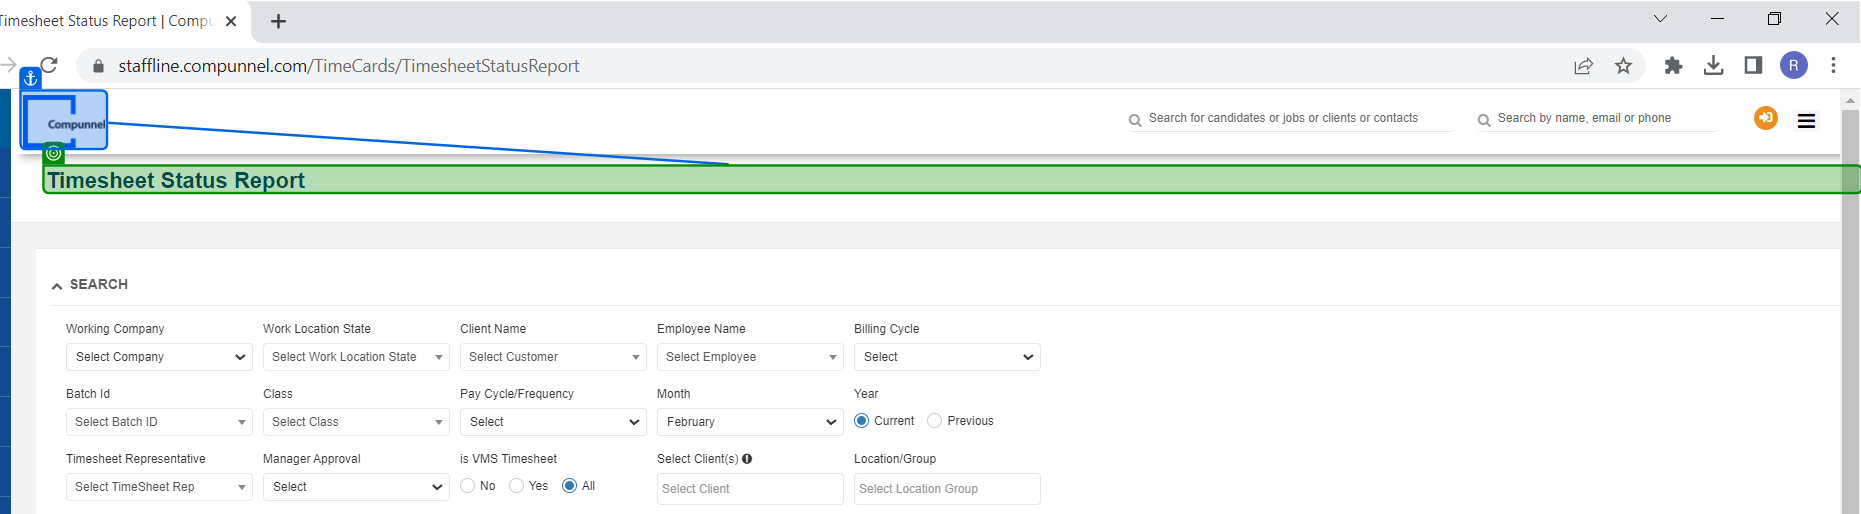 Timesheet Status Report | Comp
staffline.compunnel.com/TimeCards/TimesheetStatusReport
R
Compunnel
Search for candidates or jobs or clients or contacts
Search by name, email or phone
Timesheet Status Report
SEARCH
Working Company Work Location State Client Name Employee Name Billing Cycle
Select Company Select Work Location State Select Customer Select Employee Select
Batch Id Class Pay Cycle/Frequency Month Year
Select Batch ID Select Class Select February Current Previous
Timesheet Representative Manager Approval is VMS Timesheet Select Client(s) Location/Group
Select TimeSheet Rep Select No Yes All Select Client Select Location Group